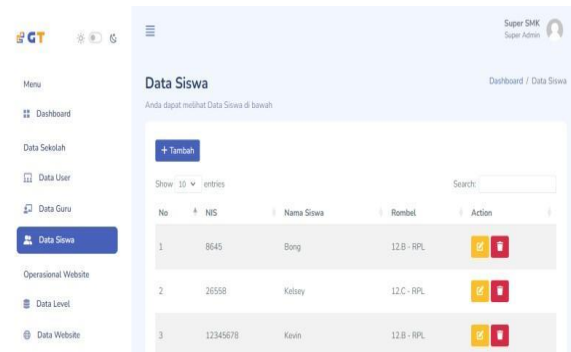 GT
Super SMK
Super Admin
Menu
Dashboard
Data Sekolah
Data User
Data Guru
Data Siswa
Operasional Website
Data Level
Data Website
Data Siswa
Dashboard / Data Siswa
Anda dapat melihat Data Siswa di bawah
+ Tambah
Show 10 entries
Search:
No NIS Nama Siswa Rombel Action
1 8645 Bong 12.B - RPL
2 26558 Kelsey 12.C - RPL
3 12345678 Kevin 12.B - RPL